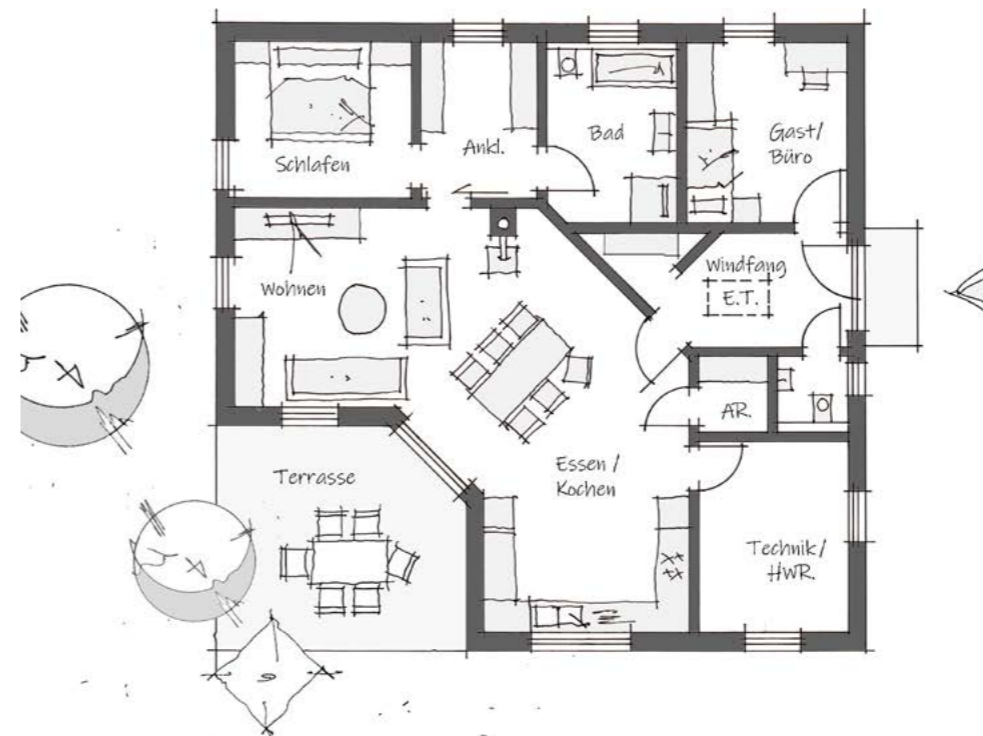 Schlafen
Ankl.
Bad
Gast/
Büro
Wohnen
Windfang
E.T.
AR.
Terrasse
Essen /
Kochen
Technik/
HWR.